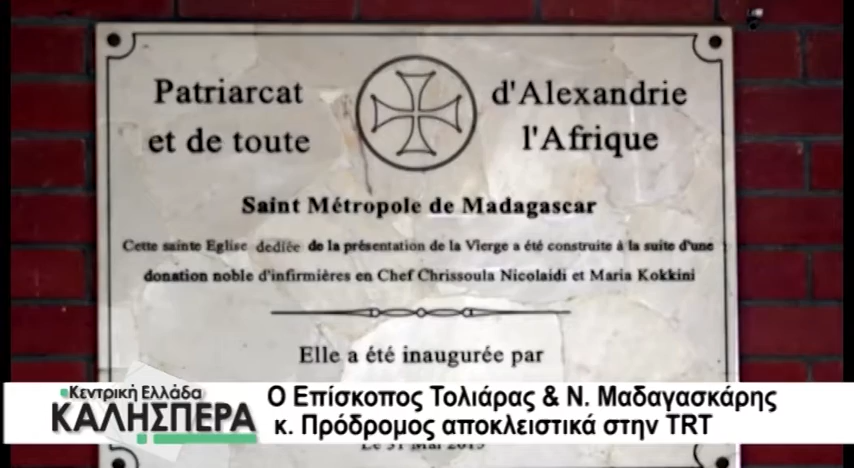 Patriarcat d'Alexandrie
et de toute l'Afrique
Saint Métropole de Madagascar
Cette sainte Eglise dediée de la présentation de la Vierge a été construite à la suite d'une
donation noble d'infirmières en Chef Chrissoula Nicolaidi et Maria Kokkini
Elle a été inaugurée par
Κεντρική Ελλάδα
ΚΑΛΗΣΠΕΡΑ
Ο Επίσκοπος Τολιάρας & Ν. Μαδαγασκάρης
κ. Πρόδρομος αποκλειστικά στην TRT